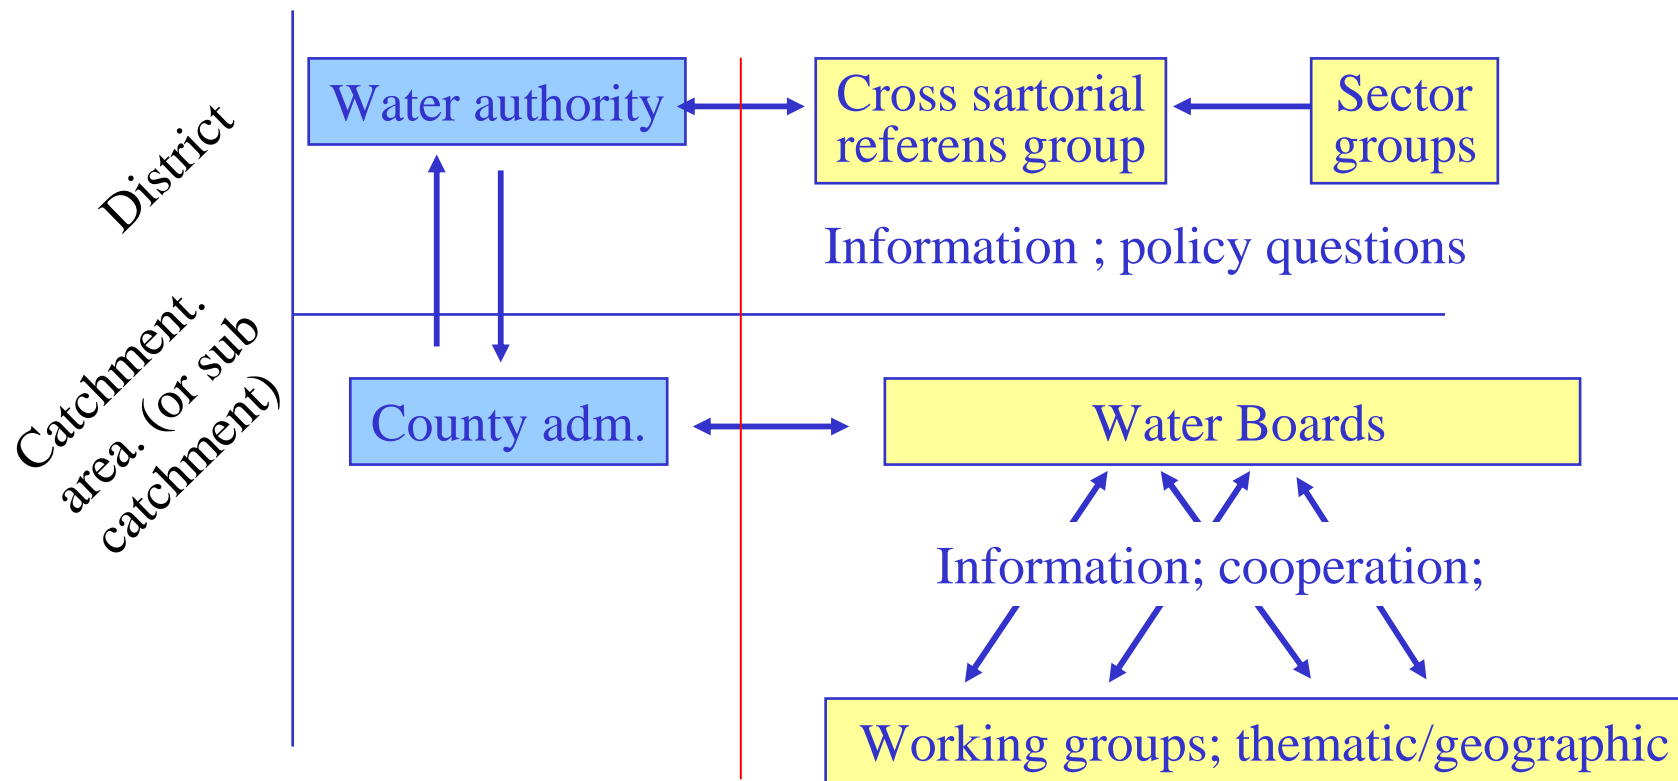 District
Water authority
Cross sartorial
referens group
Sector
groups
Information ; policy questions
Catchment.
area. (or sub
catchment)
County adm.
Water Boards
Information; cooperation;
Working groups; thematic/geographic